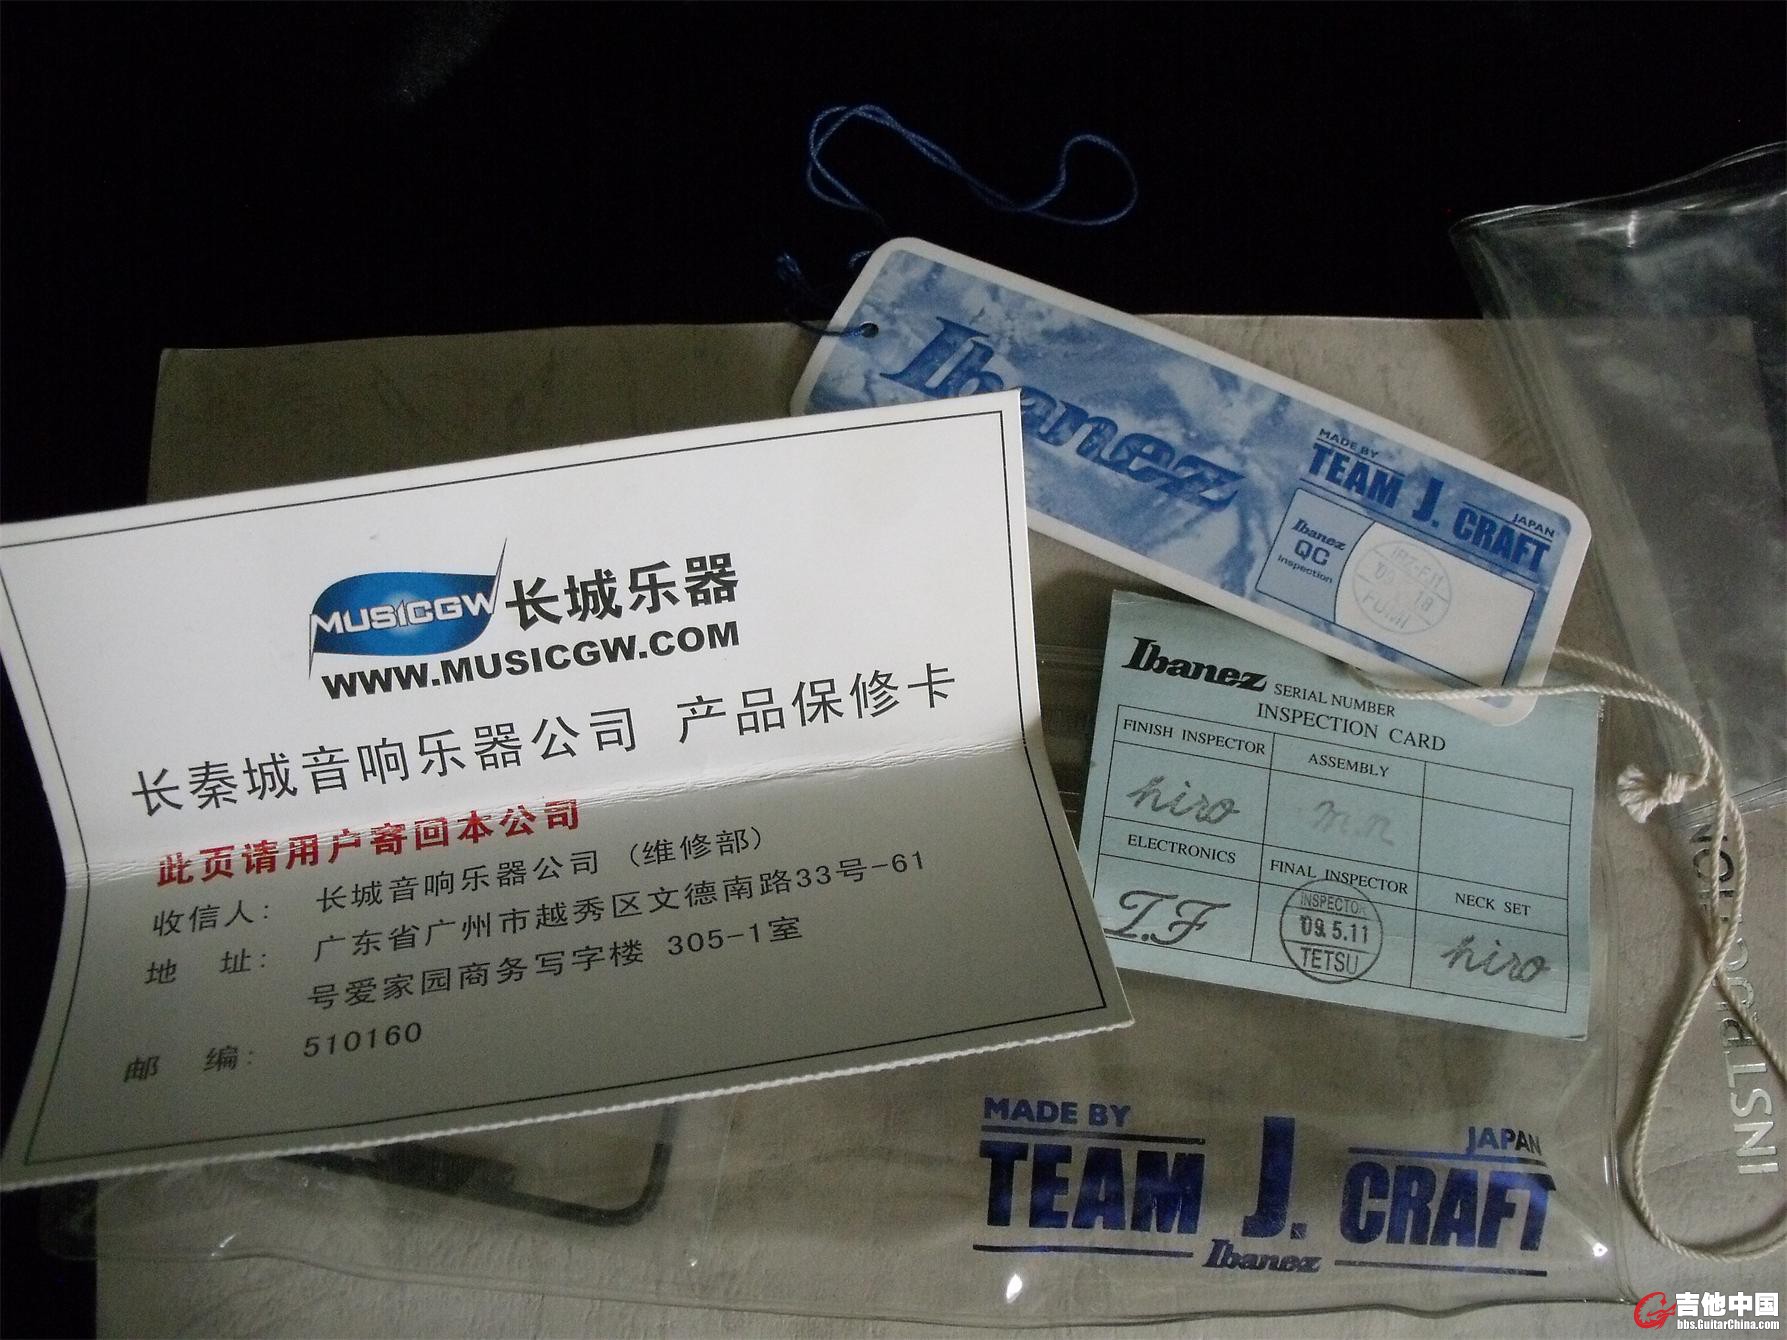 Ibanez
MADE BY
TEAM J. CRAFT
JAPAN
Ibanez
QC
inspection
FUMI
MUSICGW 长城乐器
WWW.MUSICGW.COM
长秦城音响乐器公司 产品保修卡
此页请用户寄回本公司
收信人: 长城音响乐器公司 (维修部)
地 址: 广东省广州市越秀区文德南路33号-61
号爱家园商务写字楼 305-1室
邮 编: 510160
Ibanez SERIAL NUMBER
INSPECTION CARD
FINISH INSPECTOR
ASSEMBLY
hiro
m.n
ELECTRONICS
FINAL INSPECTOR
NECK SET
T.F
INSPECTOR
'09.5.11
TETSU
hiro
MADE BY
TEAM J. CRAFT
JAPAN
Ibanez
吉他中国
bbs.GuitarChina.com